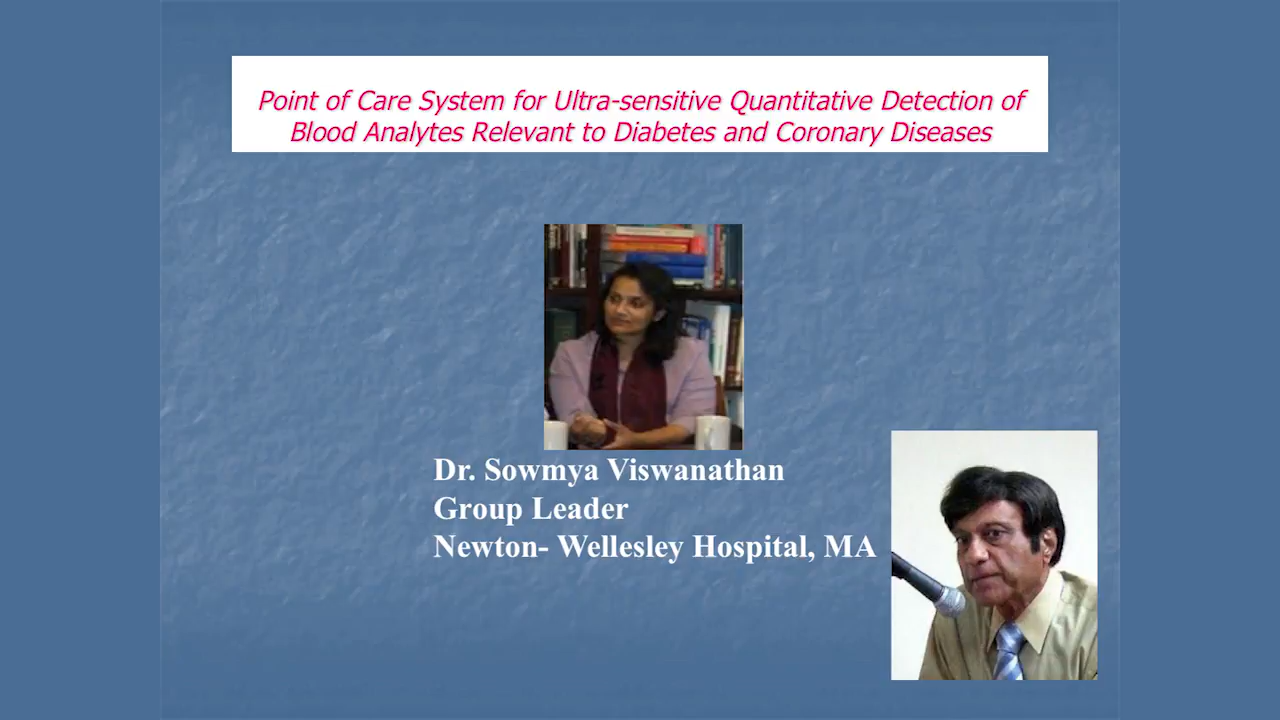 Point of Care System for Ultra-sensitive Quantitative Detection of
Blood Analytes Relevant to Diabetes and Coronary Diseases
Dr. Sowmya Viswanathan
Group Leader
Newton- Wellesley Hospital, MA